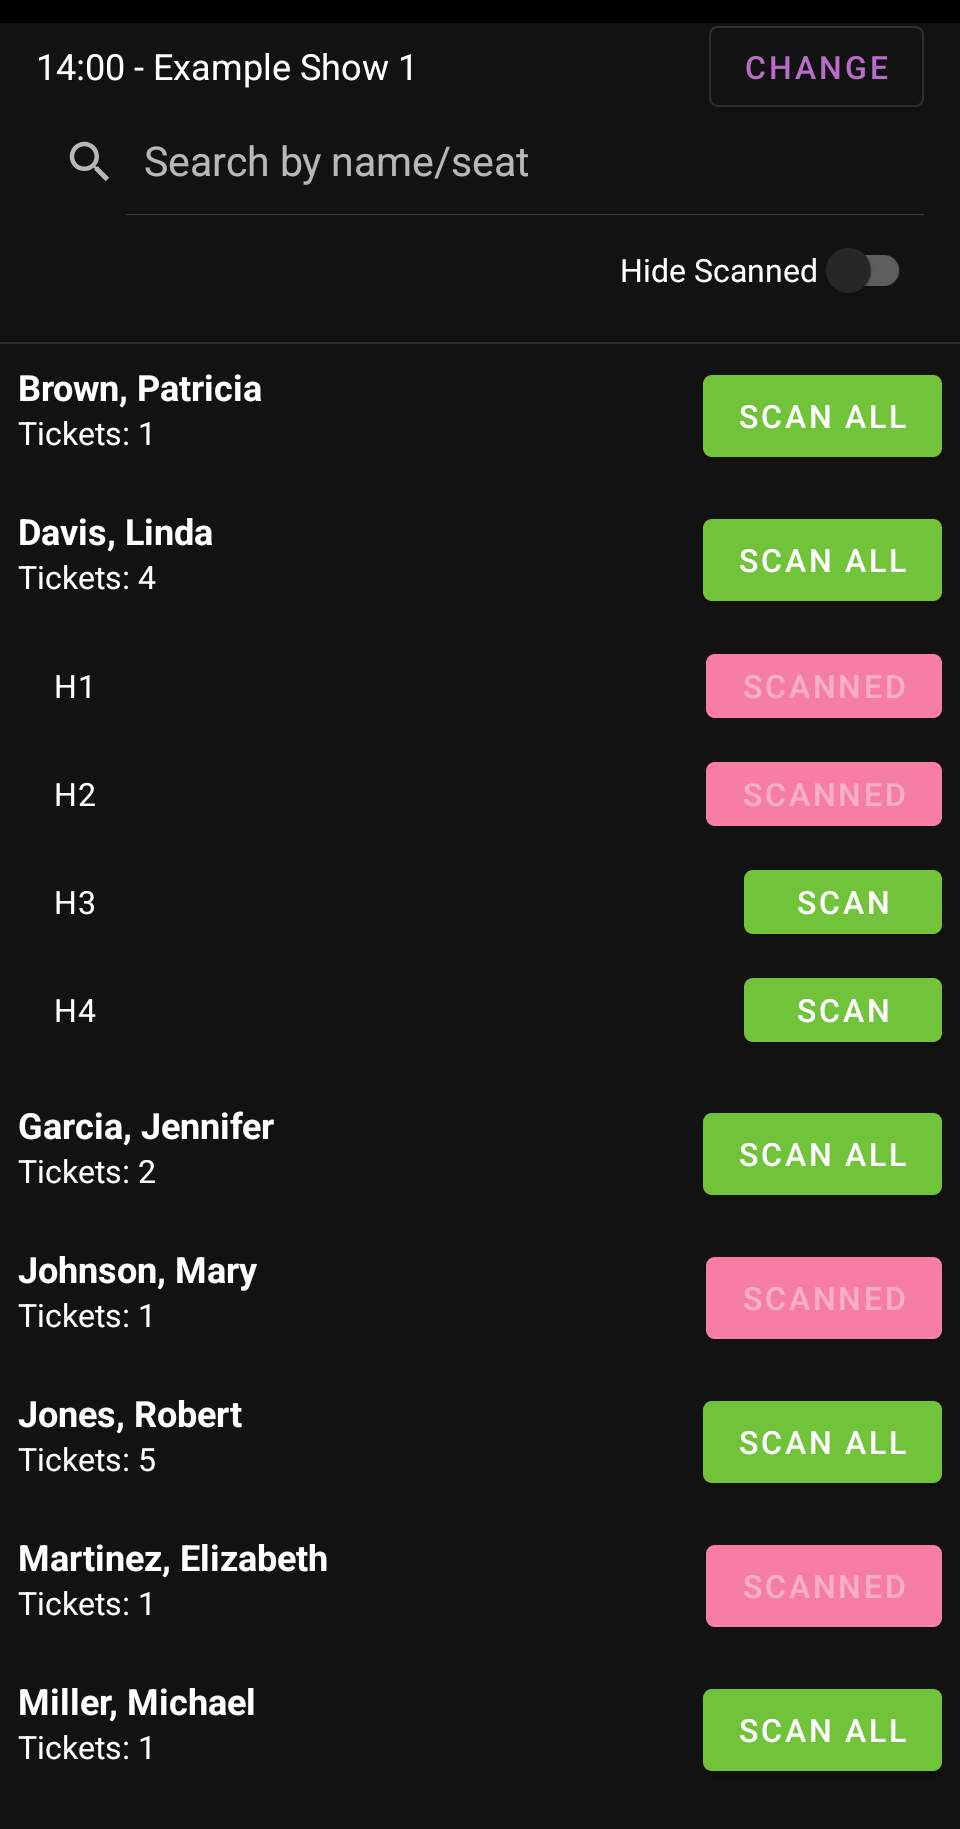 14:00 - Example Show 1
CHANGE
Search by name/seat
Hide Scanned
Brown, Patricia
Tickets: 1
SCAN ALL
Davis, Linda
Tickets: 4
SCAN ALL
H1
SCANNED
H2
SCANNED
H3
SCAN
H4
SCAN
Garcia, Jennifer
Tickets: 2
SCAN ALL
Johnson, Mary
Tickets: 1
SCANNED
Jones, Robert
Tickets: 5
SCAN ALL
Martinez, Elizabeth
Tickets: 1
SCANNED
Miller, Michael
Tickets: 1
SCAN ALL